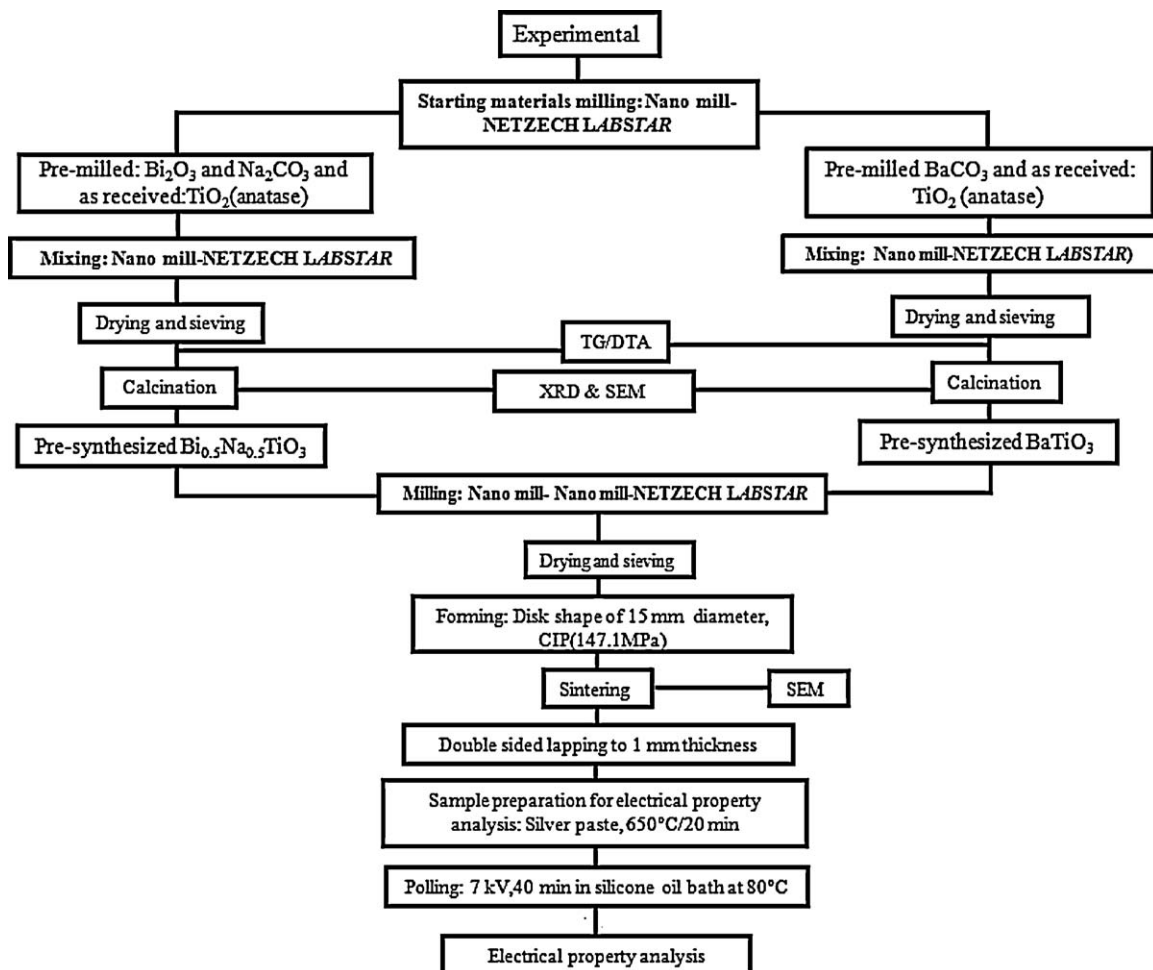 Experimental
Starting materials milling: Nano mill-
NETZECH LABSTAR
Pre-milled: Bi₂O₃ and Na₂CO₃ and
as received:TiO₂(anatase)
Pre-milled BaCO₃ and as received:
TiO₂ (anatase)
Mixing: Nano mill-NETZECH LABSTAR
Mixing: Nano mill-NETZECH LABSTAR)
Drying and sieving
Drying and sieving
TG/DTA
Calcination
XRD & SEM
Calcination
Pre-synthesized Bi₀.₅Na₀.₅TiO₃
Pre-synthesized BaTiO₃
Milling: Nano mill- Nano mill-NETZECH LABSTAR
Drying and sieving
Forming: Disk shape of 15 mm diameter,
CIP(147.1MPa)
Sintering
SEM
Double sided lapping to 1 mm thickness
Sample preparation for electrical property
analysis: Silver paste, 650°C/20 min
Polling: 7 kV,40 min in silicone oil bath at 80°C
Electrical property analysis